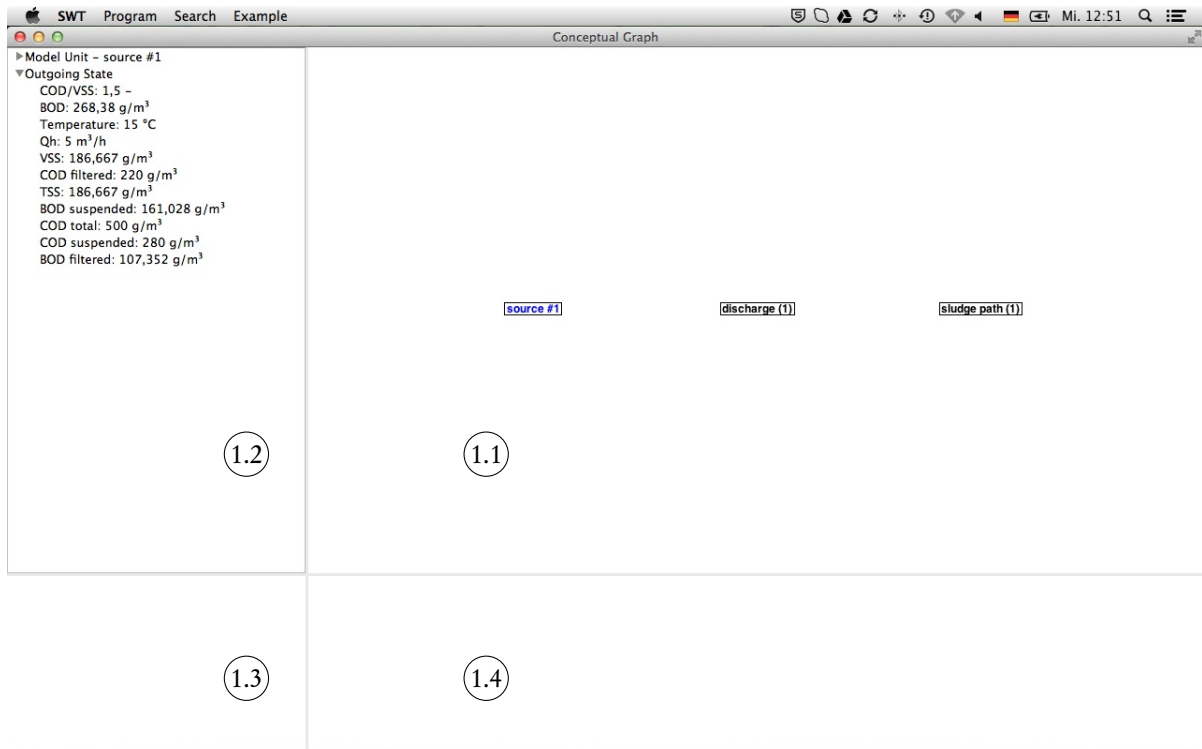 SWT Program Search Example Mi. 12:51
Conceptual Graph
Model Unit – source #1
Outgoing State
COD/VSS: 1,5 –
BOD: 268,38 g/m³
Temperature: 15 °C
Qh: 5 m³/h
VSS: 186,667 g/m³
COD filtered: 220 g/m³
TSS: 186,667 g/m³
BOD suspended: 161,028 g/m³
COD total: 500 g/m³
COD suspended: 280 g/m³
BOD filtered: 107,352 g/m³
source #1 discharge (1) sludge path (1)
1.2 1.1
1.3 1.4